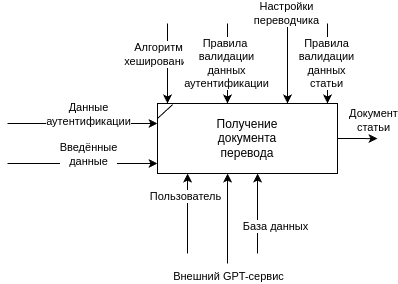 Настройки
переводчика
Алгоритм
хеширования
Правила
валидации
данных
аутентификации
Правила
валидации
данных
статьи
Данные
аутентификации
Введённые
данные
Получение
документа
перевода
Документ
статьи
Пользователь
База данных
Внешний GPT-сервис